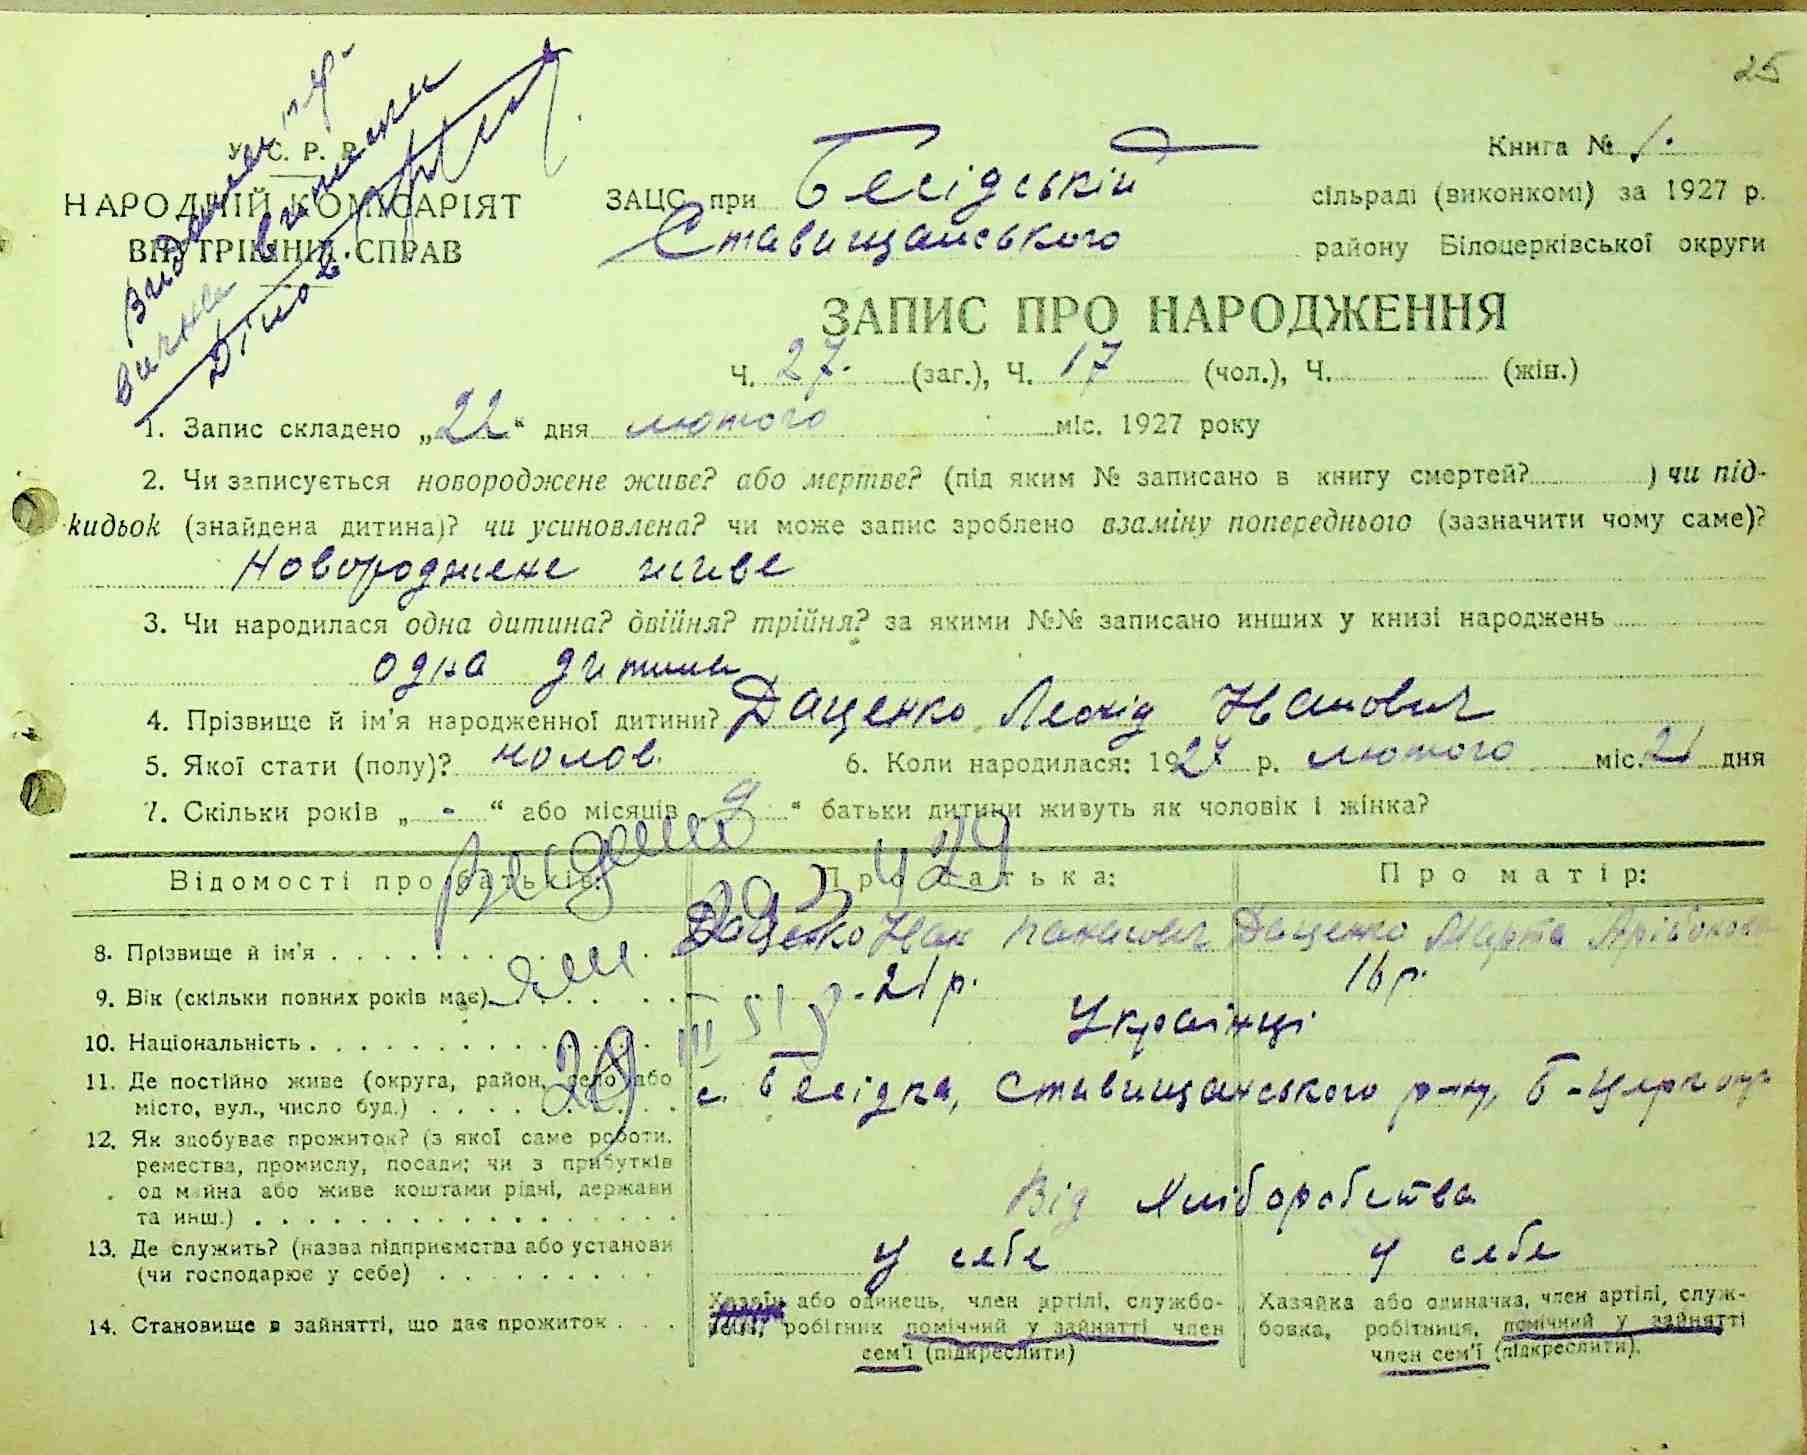 25
У. С. Р. Р.
НАРОДНІЙ КОМІСАРІЯТ
ВНУТРІШНІХ СПРАВ
Книга № 1.
ЗАЦС при Бесідській сільраді (виконкомі) за 1927 р.
Ставищанського району Білоцерківської округи
ЗАПИС ПРО НАРОДЖЕННЯ
Ч. 27. (заг.), Ч. 17 (чол.), Ч. (жін.)
1. Запис складено „22“ дня лютого міс. 1927 року
2. Чи записується новороджене живе? або мертве? (під яким № записано в книгу смертей? ) чи під-
кидьок (знайдена дитина)? чи усиновлена? чи може запис зроблено взаміну попереднього (зазначити чому саме)?
Новороджене живе
3. Чи народилася одна дитина? двійня? трійня? за якими №№ записано инших у книзі народжень
одна дитина
4. Прізвище й ім'я народженної дитини? Даценко Леонід Іванович
5. Якої стати (полу)? чолов. 6. Коли народилася: 1927 р. лютого міс. 21 дня
7. Скільки років „ - “ або місяців „ 9 “ батьки дитини живуть як чоловік і жінка?
Відомості про батьків: Про батька: Про матір:
8. Прізвище й ім'я . . . Даценко Іван Панасович Даценко Марта
9. Вік (скільки повних років має) . . . 21 р. 16 р.
10. Національність . . . Українці
11. Де постійно живе (округа, район, село або
місто, вул., число буд.) . . . с. Бесідка, Ставищанського р-ну, Б-Церк окр
12. Як здобуває прожиток? (з якої саме роботи,
ремества, промислу, посади; чи з прибутків
од майна або живе коштами рідні, держави
та инш.) . . . Від хліборобства
13. Де служить? (назва підприємства або установи
(чи господарює у себе) . . . у себе у себе
14. Становище в зайнятті, що дає прожиток . . .
Хазяїн або одинець, член артілі, службо-
вець, робітник помічний у зайнятті член
сем'ї (підкреслити)
Хазяйка або одиначка, член артілі, служ-
бовка, робітниця, помічний у зайнятті
член сем'ї (підкреслити).